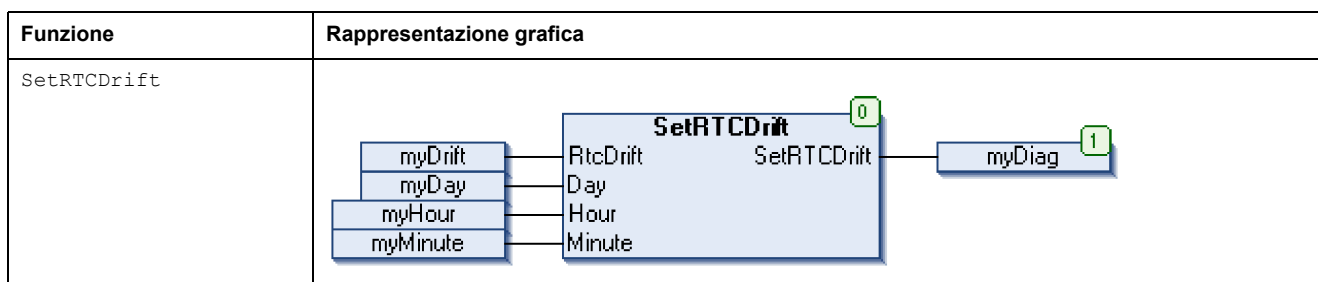 Funzione Rappresentazione grafica
SetRTCDrift
0
SetRTCDrift
myDrift RtcDrift SetRTCDrift myDiag 1
myDay Day
myHour Hour
myMinute Minute